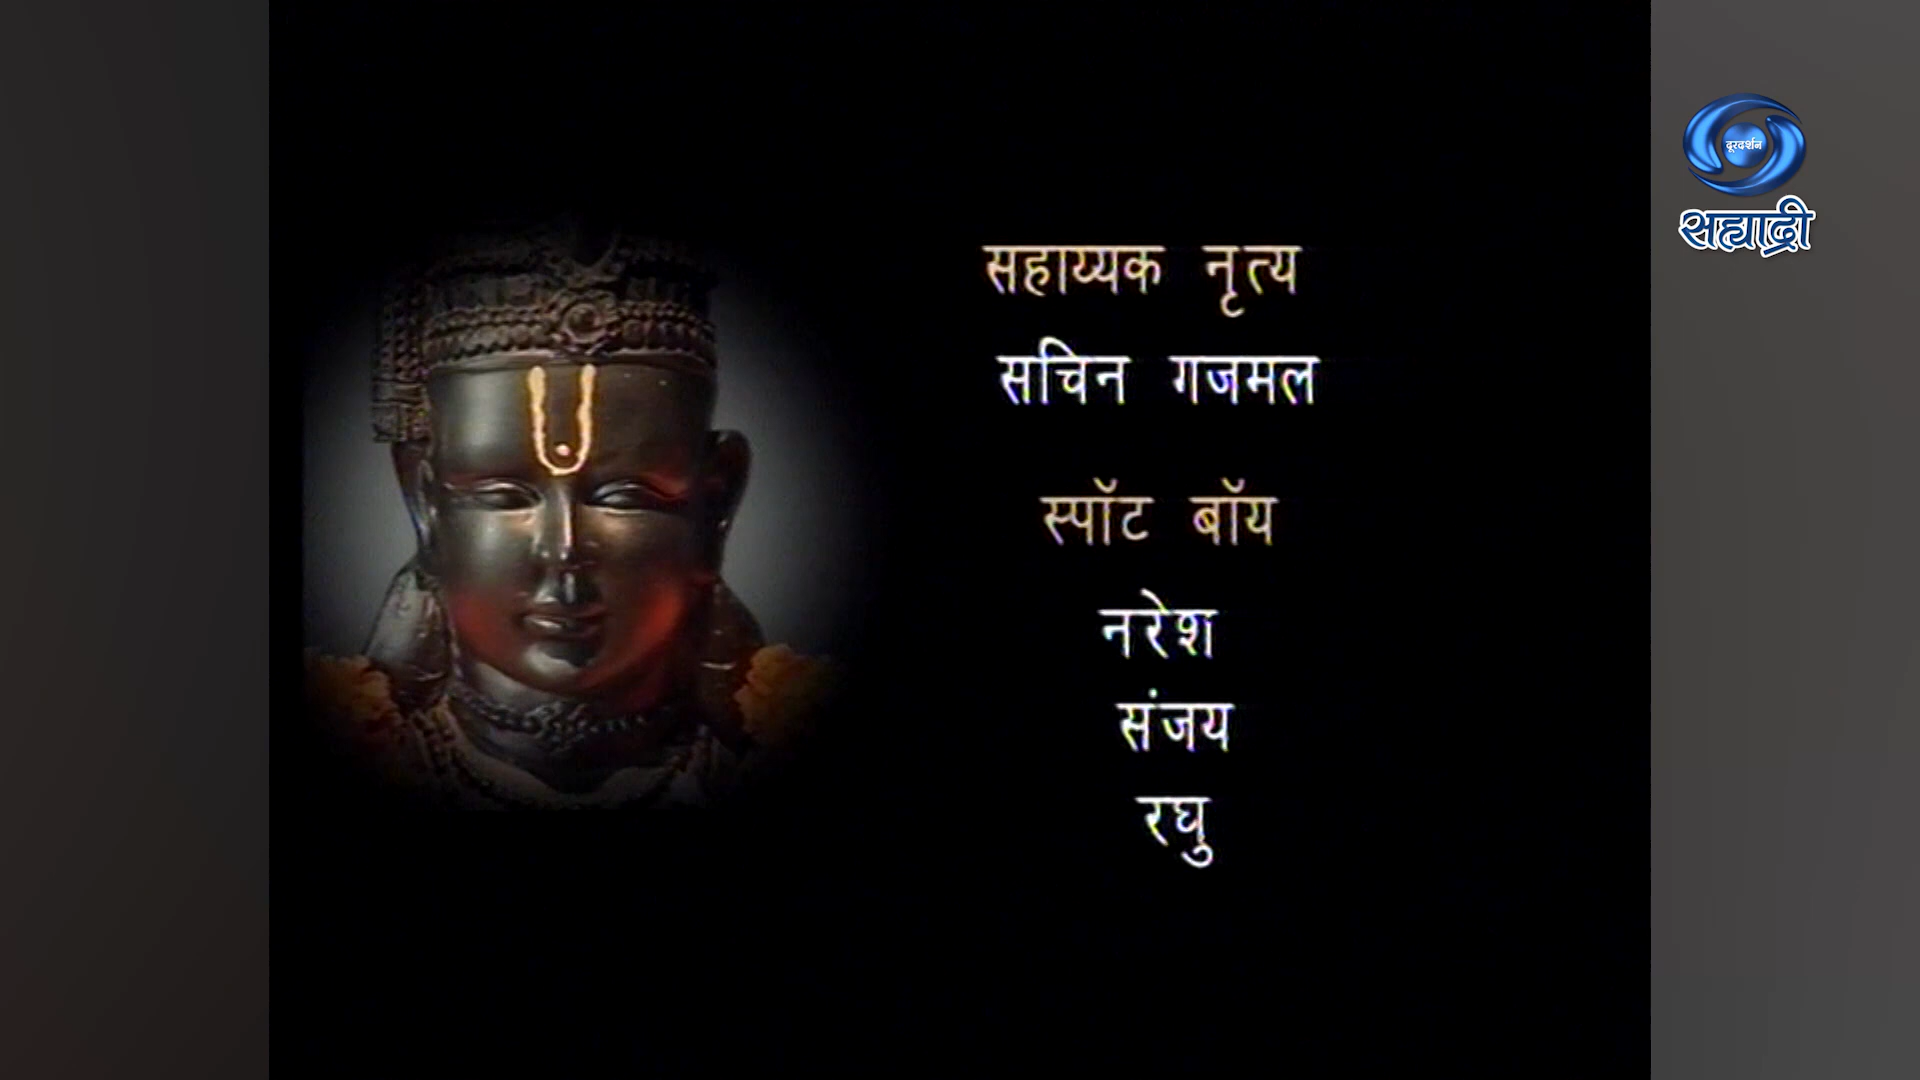 सहाय्यक नृत्य
सचिन गजमल
स्पॉट बॉय
नरेश
संजय
रघु
दूरदर्शन
सह्याद्री